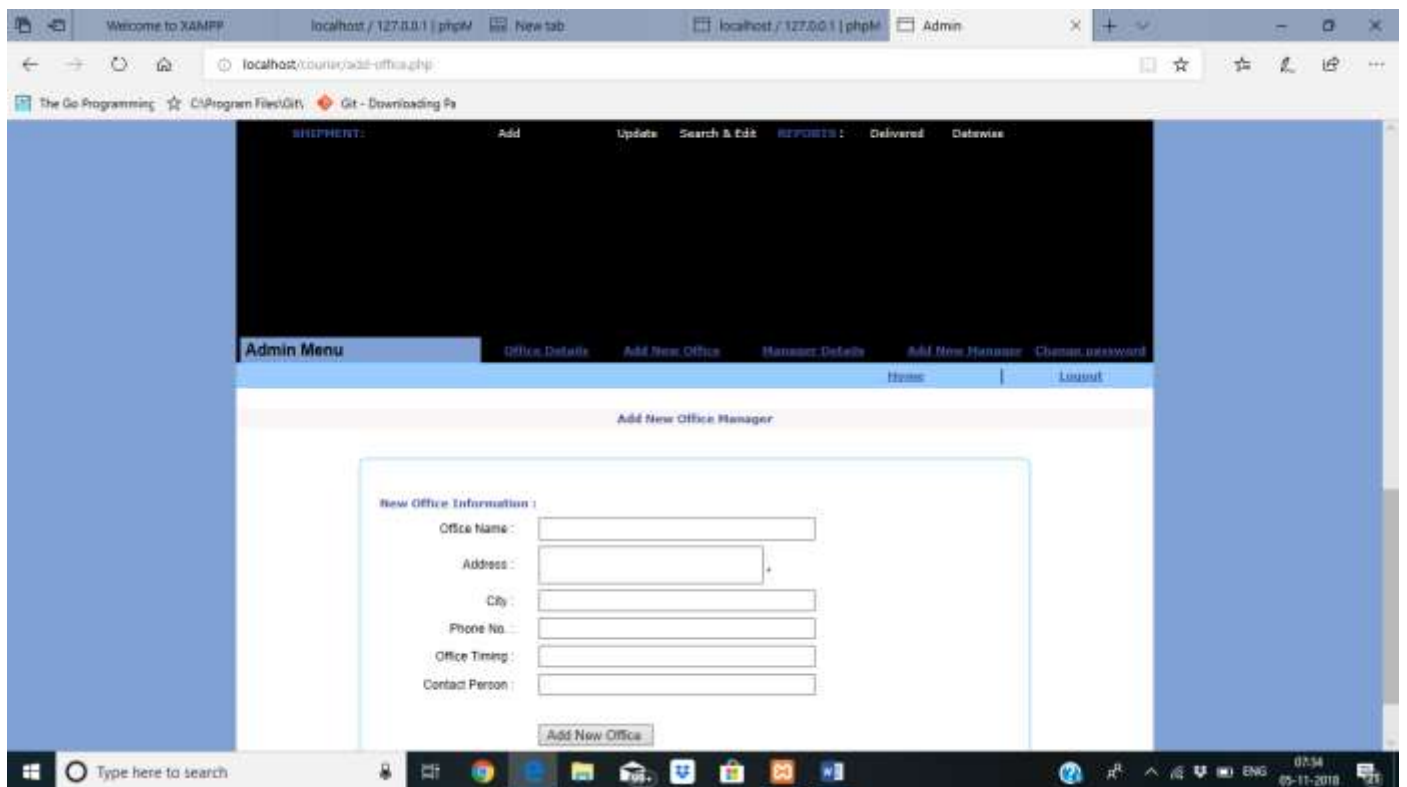 Welcome to XAMPP
localhost / 127.0.0.1 | phpM
New tab
localhost / 127.0.0.1 | phpM
Admin
localhost/courier/add-office.php
The Go Programming
C:\Program Files\Git\
Git - Downloading Pa
SHIPMENT: Add Update Search & Edit REPORTS : Delivered Datewise
Admin Menu Office Details Add New Office Manager Details Add New Manager Change password
Home | Logout
Add New Office Manager
New Office Information :
Office Name :
Address :
City :
Phone No. :
Office Timing :
Contact Person :
Add New Office
Type here to search
ENG
07:54
05-11-2018